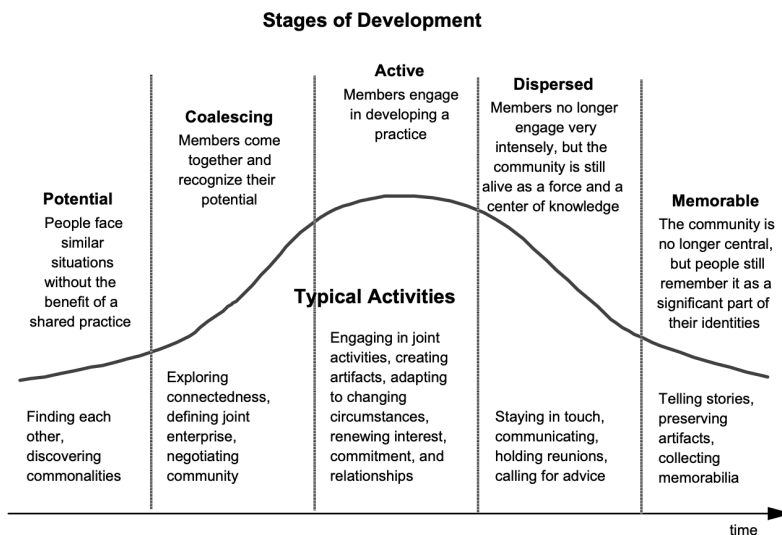 Stages of Development
Potential
People face
similar
situations
without the
benefit of a
shared practice
Coalescing
Members come
together and
recognize their
potential
Active
Members engage
in developing a
practice
Dispersed
Members no longer
engage very
intensely, but the
community is still
alive as a force and a
center of knowledge
Memorable
The community is
no longer central,
but people still
remember it as a
significant part of
their identities
Typical Activities
Finding each
other,
discovering
commonalities
Exploring
connectedness,
defining joint
enterprise,
negotiating
community
Engaging in joint
activities, creating
artifacts, adapting
to changing
circumstances,
renewing interest,
commitment, and
relationships
Staying in touch,
communicating,
holding reunions,
calling for advice
Telling stories,
preserving
artifacts,
collecting
memorabilia
time